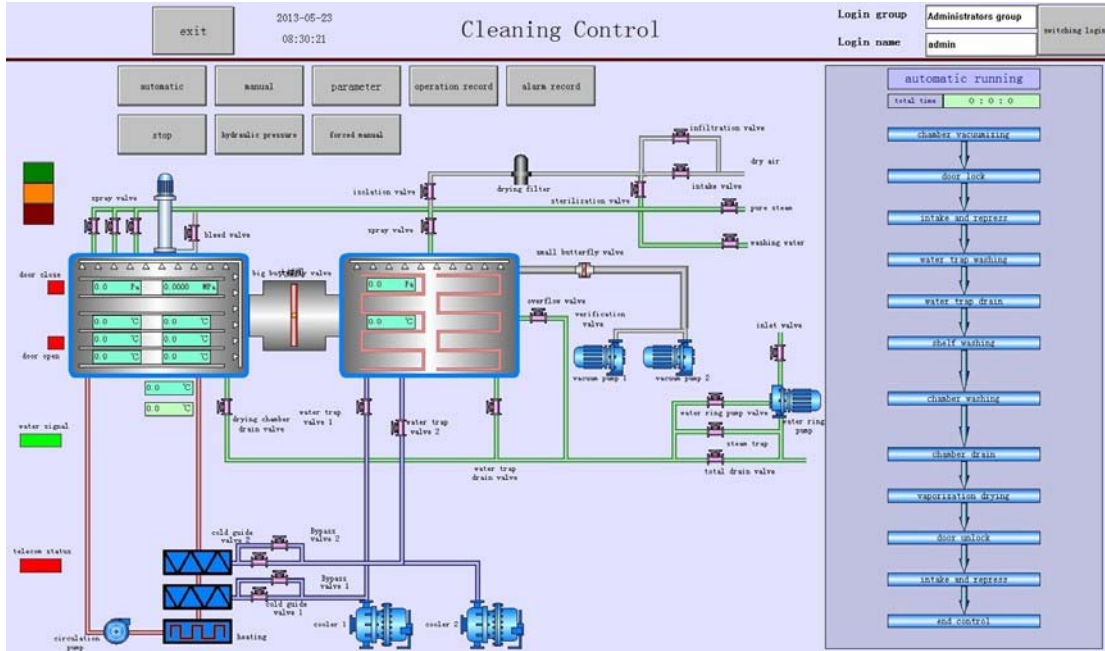 exit
2013-05-23
08:30:21
Cleaning Control
Login group
Administrators group
Login name
admin
switching login
automatic
manual
parameter
operation record
alarm record
stop
hydraulic pressure
forced manual
automatic running
total time
0 : 0 : 0
chamber vacuumizing
door lock
intake and repress
water trap washing
water trap drain
shelf washing
chamber washing
chamber drain
vaporization drying
door unlock
intake and repress
end control
infiltration valve
dry air
drying filter
intake valve
isolation valve
sterilization valve
spray valve
pure steam
bleed valve
spray valve
washing water
small butterfly valve
door close
big butterfly valve
0.0 Pa
0.0000 MPa
0.0 Pa
overflow valve
0.0 ℃
0.0 ℃
0.0 ℃
verification
valve
inlet valve
0.0 ℃
0.0 ℃
door open
0.0 ℃
0.0 ℃
vacuum pump 1
vacuum pump 2
0.0 ℃
0.0 ℃
water trap
valve 1
water ring pump valve
water ring
pump
drying chamber
drain valve
water trap
valve 2
water signal
steam trap
water trap
drain valve
total drain valve
cold guide
valve 2
Bypass
valve 2
telecom status
Bypass
valve 1
cold guide
valve 1
circulation
pump
heating
cooler 1
cooler 2